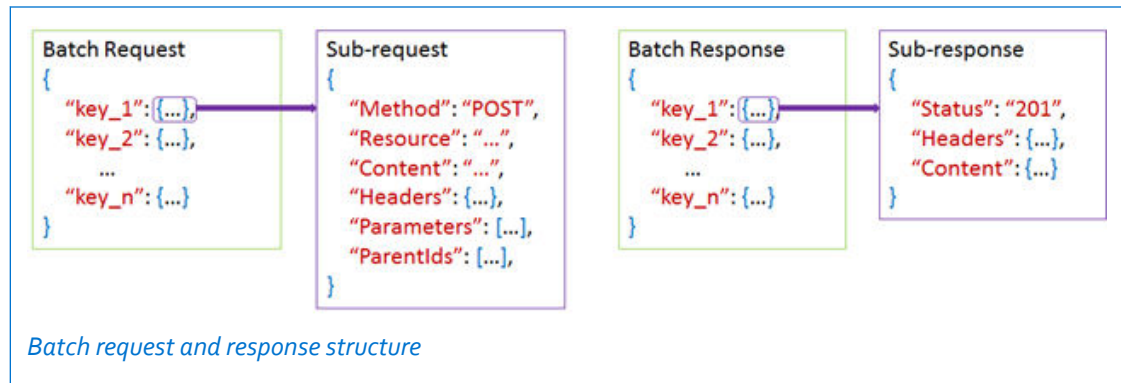 Batch Request
{
“key_1”: {...},
“key_2”: {...},
...
“key_n”: {...}
}
Sub-request
{
“Method”: “POST”,
“Resource”: “...”,
“Content”: “...”,
“Headers”: {...},
“Parameters”: [...],
“ParentIds”: [...],
}
Batch Response
{
“key_1”: {...},
“key_2”: {...},
...
“key_n”: {...}
}
Sub-response
{
“Status”: “201”,
“Headers”: {...},
“Content”: {...}
}
Batch request and response structure